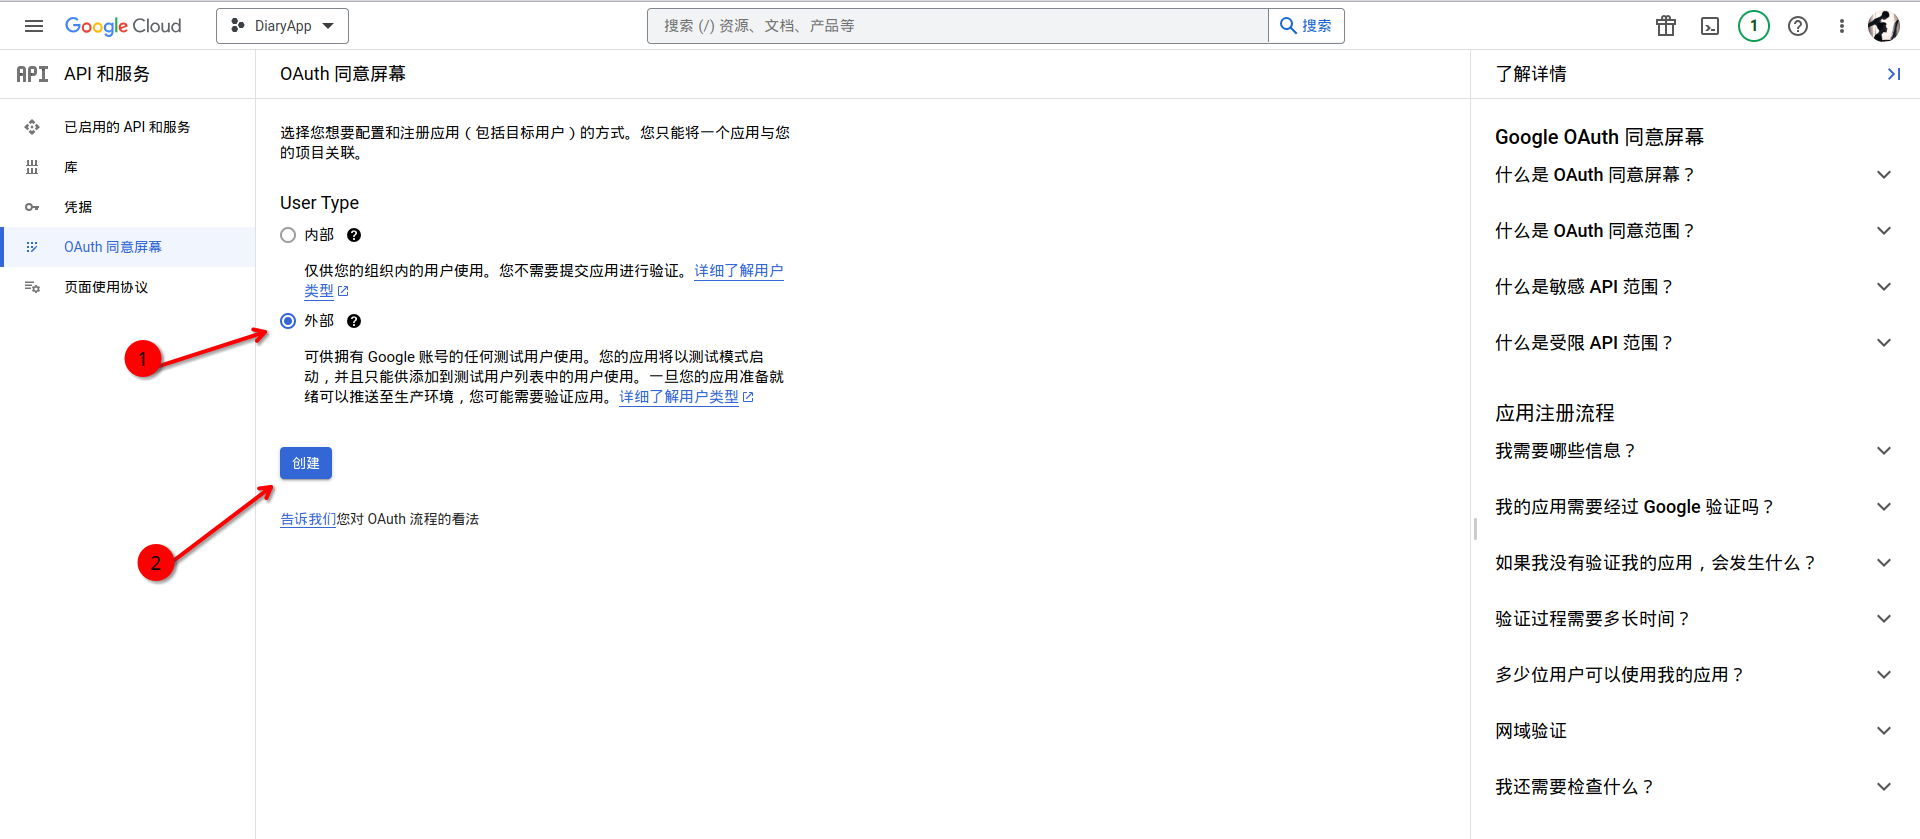 Google Cloud
DiaryApp
搜索 (/) 资源、文档、产品等
搜索
1
API
API 和服务
已启用的 API 和服务
库
凭据
OAuth 同意屏幕
页面使用协议
OAuth 同意屏幕
选择您想要配置和注册应用（包括目标用户）的方式。您只能将一个应用与您
的项目关联。
User Type
内部
仅供您的组织内的用户使用。您不需要提交应用进行验证。详细了解用户
类型
外部
可供拥有 Google 账号的任何测试用户使用。您的应用将以测试模式启
动，并且只能供添加到测试用户列表中的用户使用。一旦您的应用准备就
绪可以推送至生产环境，您可能需要验证应用。详细了解用户类型
创建
告诉我们您对 OAuth 流程的看法
1
2
了解详情
Google OAuth 同意屏幕
什么是 OAuth 同意屏幕？
什么是 OAuth 同意范围？
什么是敏感 API 范围？
什么是受限 API 范围？
应用注册流程
我需要哪些信息？
我的应用需要经过 Google 验证吗？
如果我没有验证我的应用，会发生什么？
验证过程需要多长时间？
多少位用户可以使用我的应用？
网域验证
我还需要检查什么？